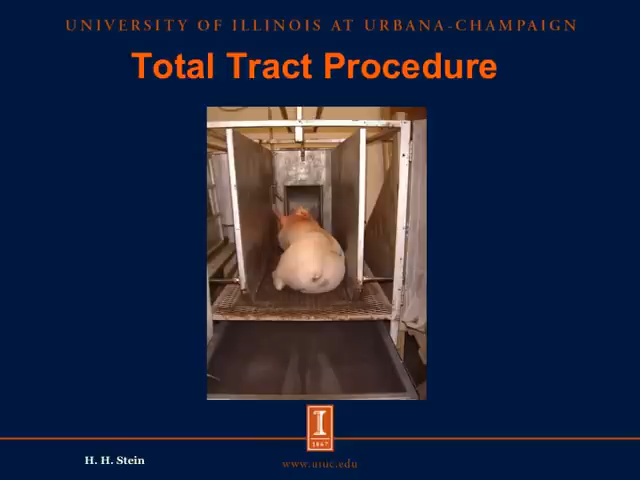 UNIVERSITY OF ILLINOIS AT URBANA-CHAMPAIGN
Total Tract Procedure
I
1867
H. H. Stein
www.uiuc.edu